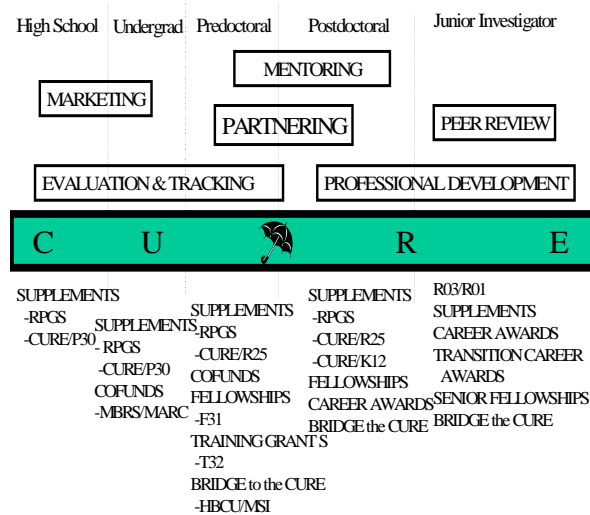 High School Undergrad Predoctoral Postdoctoral Junior Investigator
MENTORING
MARKETING
PARTNERING
PEER REVIEW
EVALUATION & TRACKING
PROFESSIONAL DEVELOPMENT
C U R E
SUPPLEMENTS
-RPGS
-CURE/P30
SUPPLEMENTS
- RPGS
-CURE/P30
COFUNDS
-MBRS/MARC
SUPPLEMENTS
-RPGS
-CURE/R25
COFUNDS
FELLOWSHIPS
-F31
TRAINING GRANT S
-T32
BRIDGE to the CURE
-HBCU/MSI
SUPPLEMENTS
-RPGS
-CURE/R25
-CURE/K12
FELLOWSHIPS
CAREER AWARDS
BRIDGE the CURE
R03/R01
SUPPLEMENTS
CAREER AWARDS
TRANSITION CAREER
AWARDS
SENIOR FELLOWSHIPS
BRIDGE the CURE